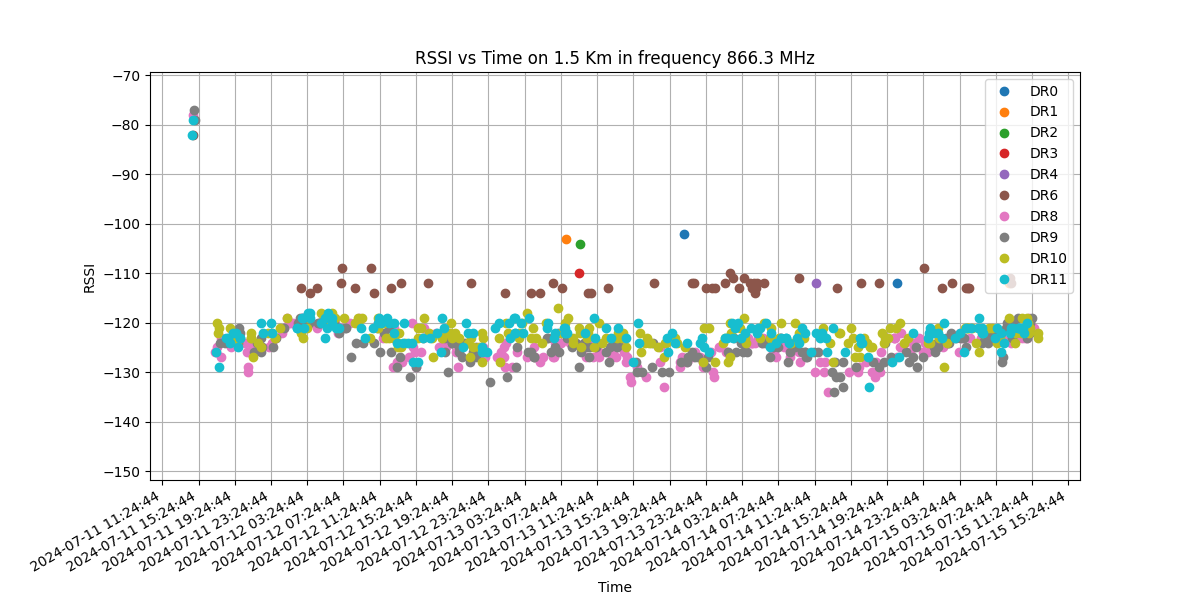 RSSI vs Time on 1.5 Km in frequency 866.3 MHz
−70
−80
−90
−100
−110
−120
−130
−140
−150
RSSI
DR0
DR1
DR2
DR3
DR4
DR6
DR8
DR9
DR10
DR11
2024-07-11 11:24:44
2024-07-11 15:24:44
2024-07-11 19:24:44
2024-07-11 23:24:44
2024-07-12 03:24:44
2024-07-12 07:24:44
2024-07-12 11:24:44
2024-07-12 15:24:44
2024-07-12 19:24:44
2024-07-12 23:24:44
2024-07-13 03:24:44
2024-07-13 07:24:44
2024-07-13 11:24:44
2024-07-13 15:24:44
2024-07-13 19:24:44
2024-07-13 23:24:44
2024-07-14 03:24:44
2024-07-14 07:24:44
2024-07-14 11:24:44
2024-07-14 15:24:44
2024-07-14 19:24:44
2024-07-14 23:24:44
2024-07-15 03:24:44
2024-07-15 07:24:44
2024-07-15 11:24:44
2024-07-15 15:24:44
Time